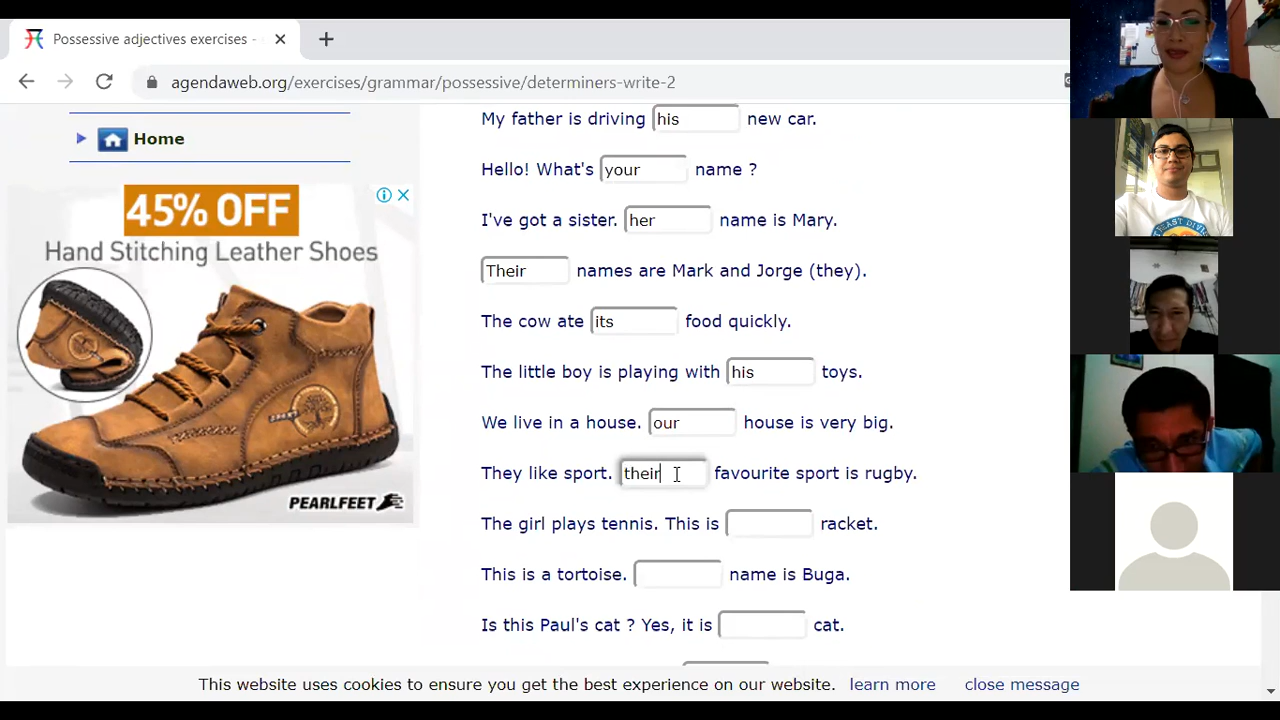 Possessive adjectives exercises -
agendaweb.org/exercises/grammar/possessive/determiners-write-2
Home
45% OFF
Hand Stitching Leather Shoes
SPORT
PEARLFEET
My father is driving his new car.
Hello! What's your name ?
I've got a sister. her name is Mary.
Their names are Mark and Jorge (they).
The cow ate its food quickly.
The little boy is playing with his toys.
We live in a house. our house is very big.
They like sport. their favourite sport is rugby.
The girl plays tennis. This is racket.
This is a tortoise. name is Buga.
Is this Paul's cat ? Yes, it is cat.
This website uses cookies to ensure you get the best experience on our website. learn more close message